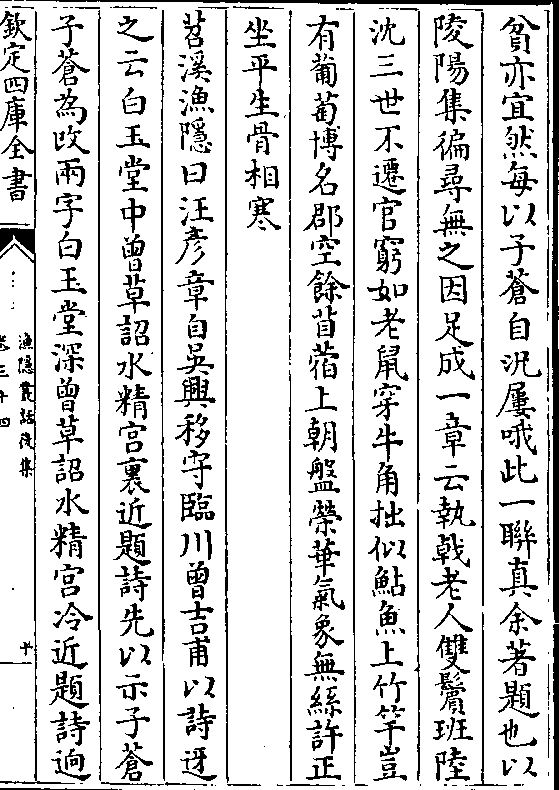 貧亦宜然每以子蒼自況屢哦此一聯真余著題也以
陵陽集徧尋無之因足成一章云執戟老人雙鬢班陸
沈三世不遷官窮如老䑕穿牛角拙似鮎魚上竹竿豈
有葡萄博名郡空餘苜蓿上朝盤榮華氣象無絲許正
坐平生骨相寒
苕溪漁隱曰汪彥章自吳興移守臨川曾吉甫以詩迓
之云白玉堂中曾草詔水精宮裏近題詩先以示子蒼
子蒼為改兩字白玉堂深曾草詔水精宮冷近題詩迥
欽定四庫全書
漁隱叢話後集
卷三十四
十